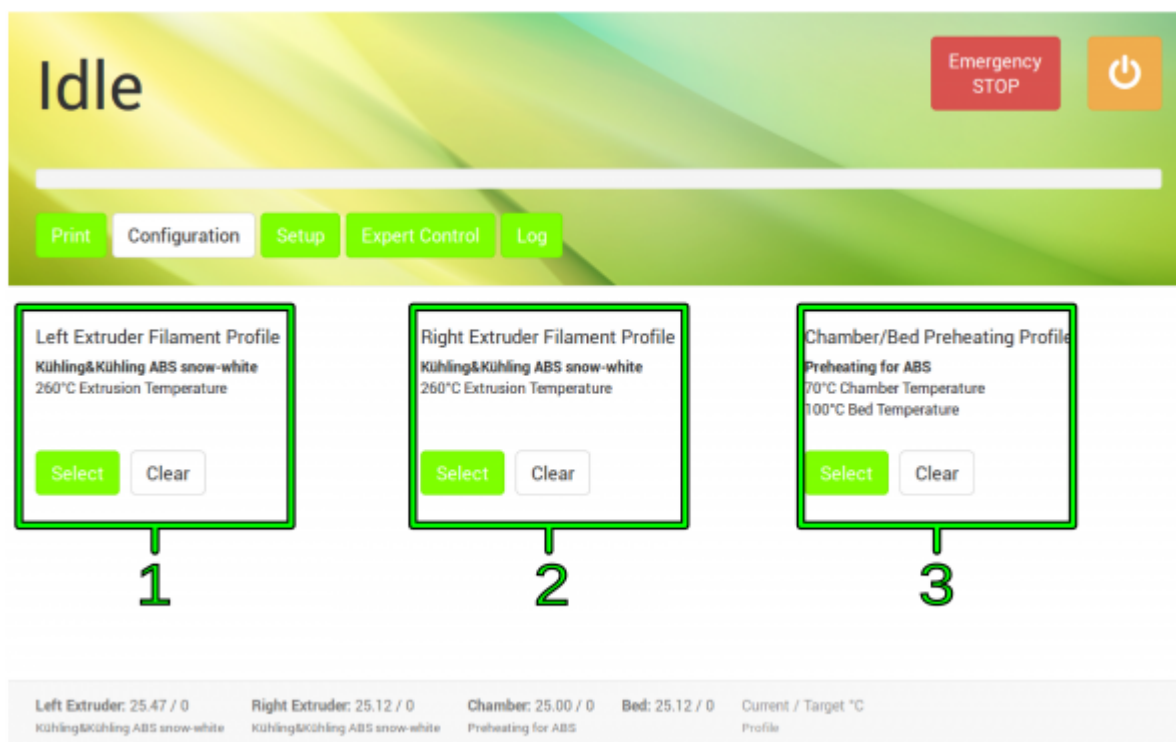 Idle
Emergency
STOP
Print Configuration Setup Expert Control Log
Left Extruder Filament Profile
Kühling&Kühling ABS snow-white
260°C Extrusion Temperature
Select Clear
1
Right Extruder Filament Profile
Kühling&Kühling ABS snow-white
260°C Extrusion Temperature
Select Clear
2
Chamber/Bed Preheating Profile
Preheating for ABS
70°C Chamber Temperature
100°C Bed Temperature
Select Clear
3
Left Extruder: 25.47 / 0 Right Extruder: 25.12 / 0 Chamber: 25.00 / 0 Bed: 25.12 / 0 Current / Target °C
Kühling&Kühling ABS snow-white Kühling&Kühling ABS snow-white Preheating for ABS Profile